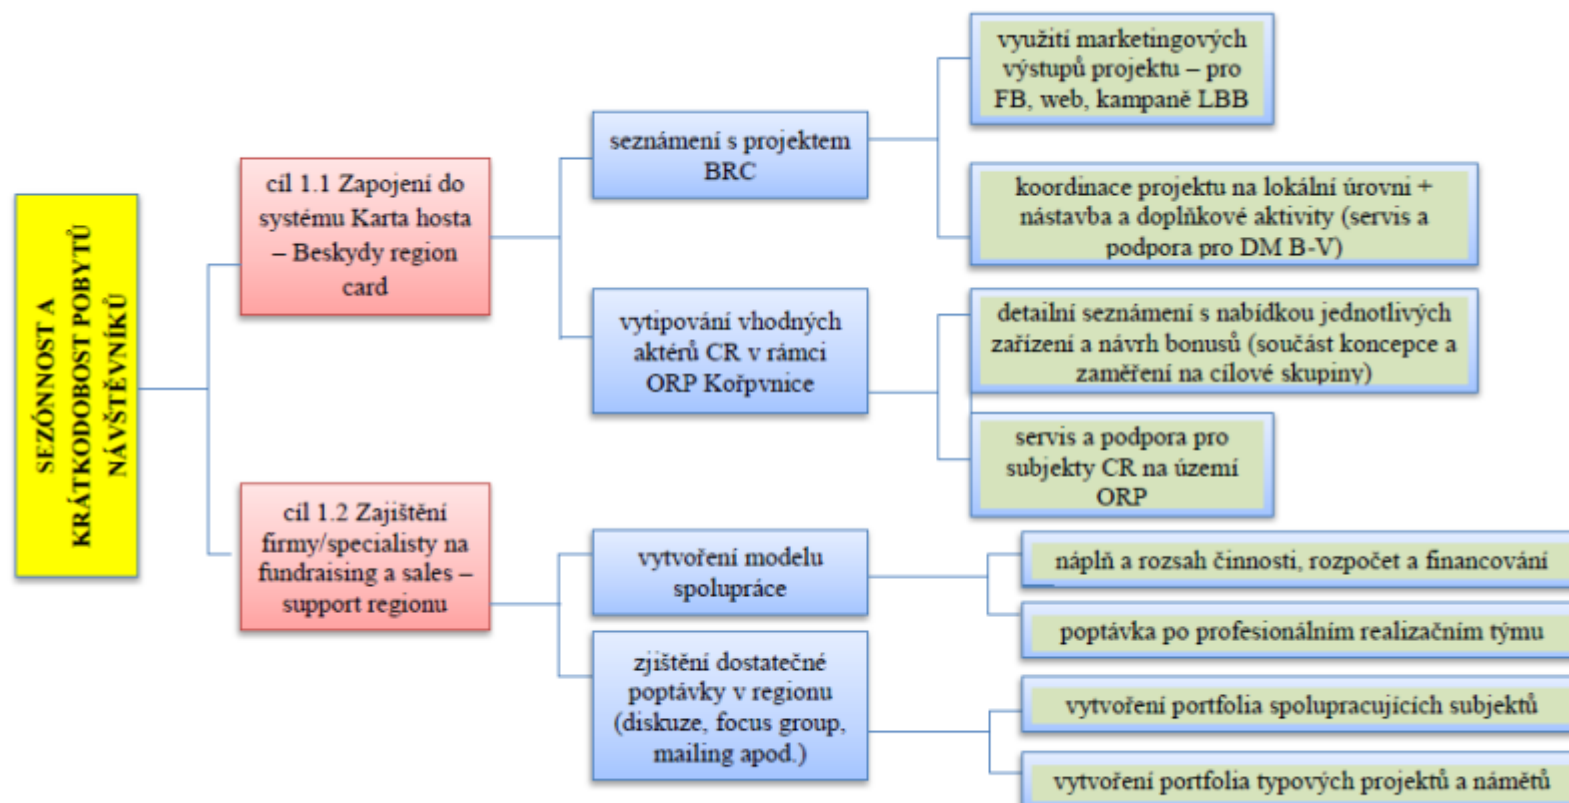 SEZÓNNOST A
KRÁTKODOBOST POBYTŮ
NÁVŠTĚVNÍKŮ
cíl 1.1 Zapojení do
systému Karta hosta
– Beskydy region
card
seznámení s projektem
BRC
využití marketingových
výstupů projektu – pro
FB, web, kampaně LBB
koordinace projektu na lokální úrovni +
nástavba a doplňkové aktivity (servis a
podpora pro DM B-V)
vytipování vhodných
aktérů CR v rámci
ORP Kořpvnice
detailní seznámení s nabídkou jednotlivých
zařízení a návrh bonusů (součást koncepce a
zaměření na cílové skupiny)
servis a podpora pro
subjekty CR na území
ORP
cíl 1.2 Zajištění
firmy/specialisty na
fundraising a sales –
support regionu
vytvoření modelu
spolupráce
náplň a rozsah činnosti, rozpočet a financování
poptávka po profesionálním realizačním týmu
zjištění dostatečné
poptávky v regionu
(diskuze, focus group,
mailing apod.)
vytvoření portfolia spolupracujících subjektů
vytvoření portfolia typových projektů a námětů